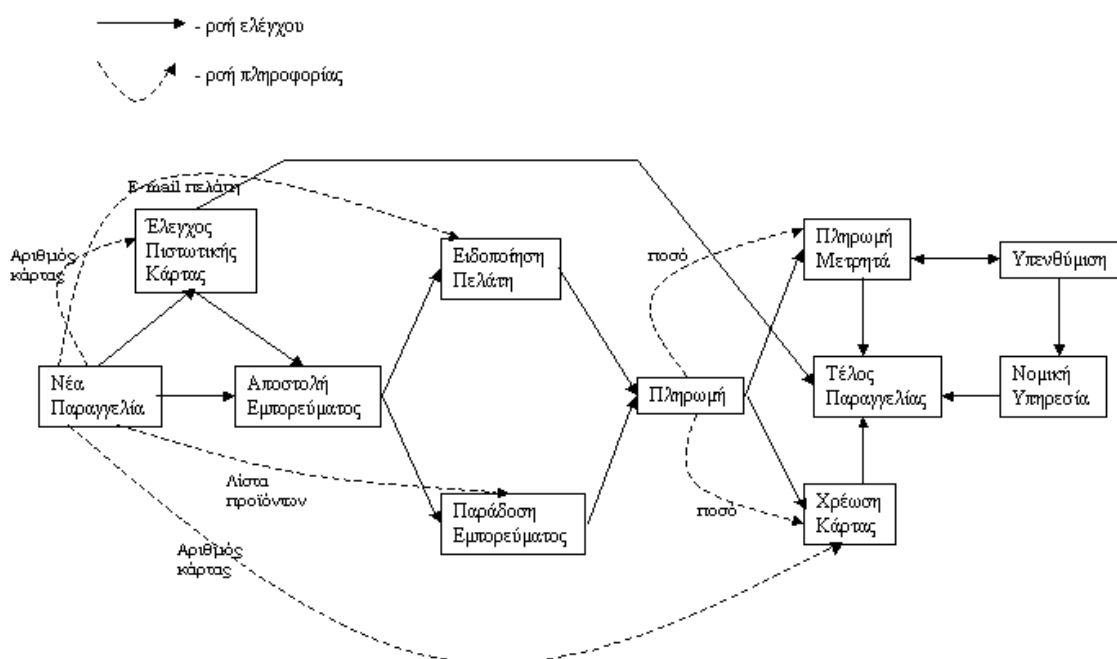 - ροή ελέγχου
- ροή πληροφορίας
E-mail πελάτη
Έλεγχος
Πιστωτικής
Κάρτας
Αριθμός
κάρτας
Ειδοποίηση
Πελάτη
ποσό
Πληρωμή
Μετρητά
Υπενθύμιση
Νέα
Παραγγελία
Αποστολή
Εμπορεύματος
Πληρωμή
Τέλος
Παραγγελίας
Νομική
Υπηρεσία
Λίστα
προϊόντων
Παράδοση
Εμπορεύματος
ποσό
Χρέωση
Κάρτας
Αριθμός
κάρτας